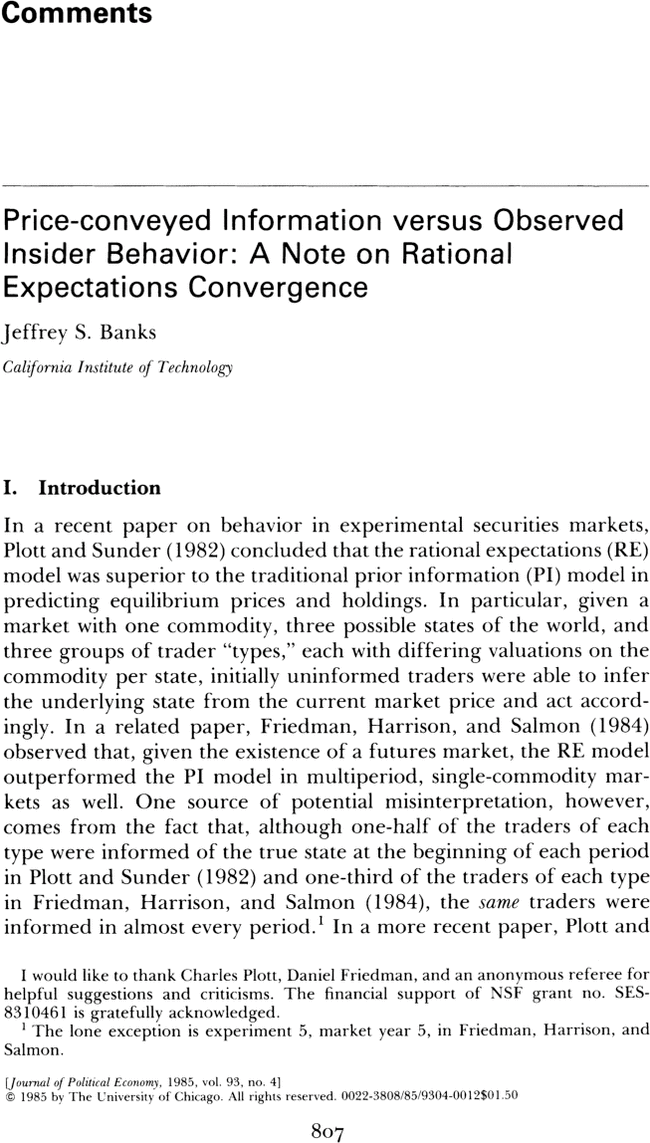 Comments
Price-conveyed Information versus Observed
Insider Behavior: A Note on Rational
Expectations Convergence
Jeffrey S. Banks
California Institute of Technology
I. Introduction
In a recent paper on behavior in experimental securities markets,
Plott and Sunder (1982) concluded that the rational expectations (RE)
model was superior to the traditional prior information (PI) model in
predicting equilibrium prices and holdings. In particular, given a
market with one commodity, three possible states of the world, and
three groups of trader “types,” each with differing valuations on the
commodity per state, initially uninformed traders were able to infer
the underlying state from the current market price and act accord-
ingly. In a related paper, Friedman, Harrison, and Salmon (1984)
observed that, given the existence of a futures market, the RE model
outperformed the PI model in multiperiod, single-commodity mar-
kets as well. One source of potential misinterpretation, however,
comes from the fact that, although one-half of the traders of each
type were informed of the true state at the beginning of each period
in Plott and Sunder (1982) and one-third of the traders of each type
in Friedman, Harrison, and Salmon (1984), the same traders were
informed in almost every period.¹ In a more recent paper, Plott and
I would like to thank Charles Plott, Daniel Friedman, and an anonymous referee for
helpful suggestions and criticisms. The financial support of NSF grant no. SES-
8310461 is gratefully acknowledged.
¹ The lone exception is experiment 5, market year 5, in Friedman, Harrison, and
Salmon.
[Journal of Political Economy, 1985, vol. 93, no. 4]
© 1985 by The University of Chicago. All rights reserved. 0022-3808/85/9304-0012$01.50
807